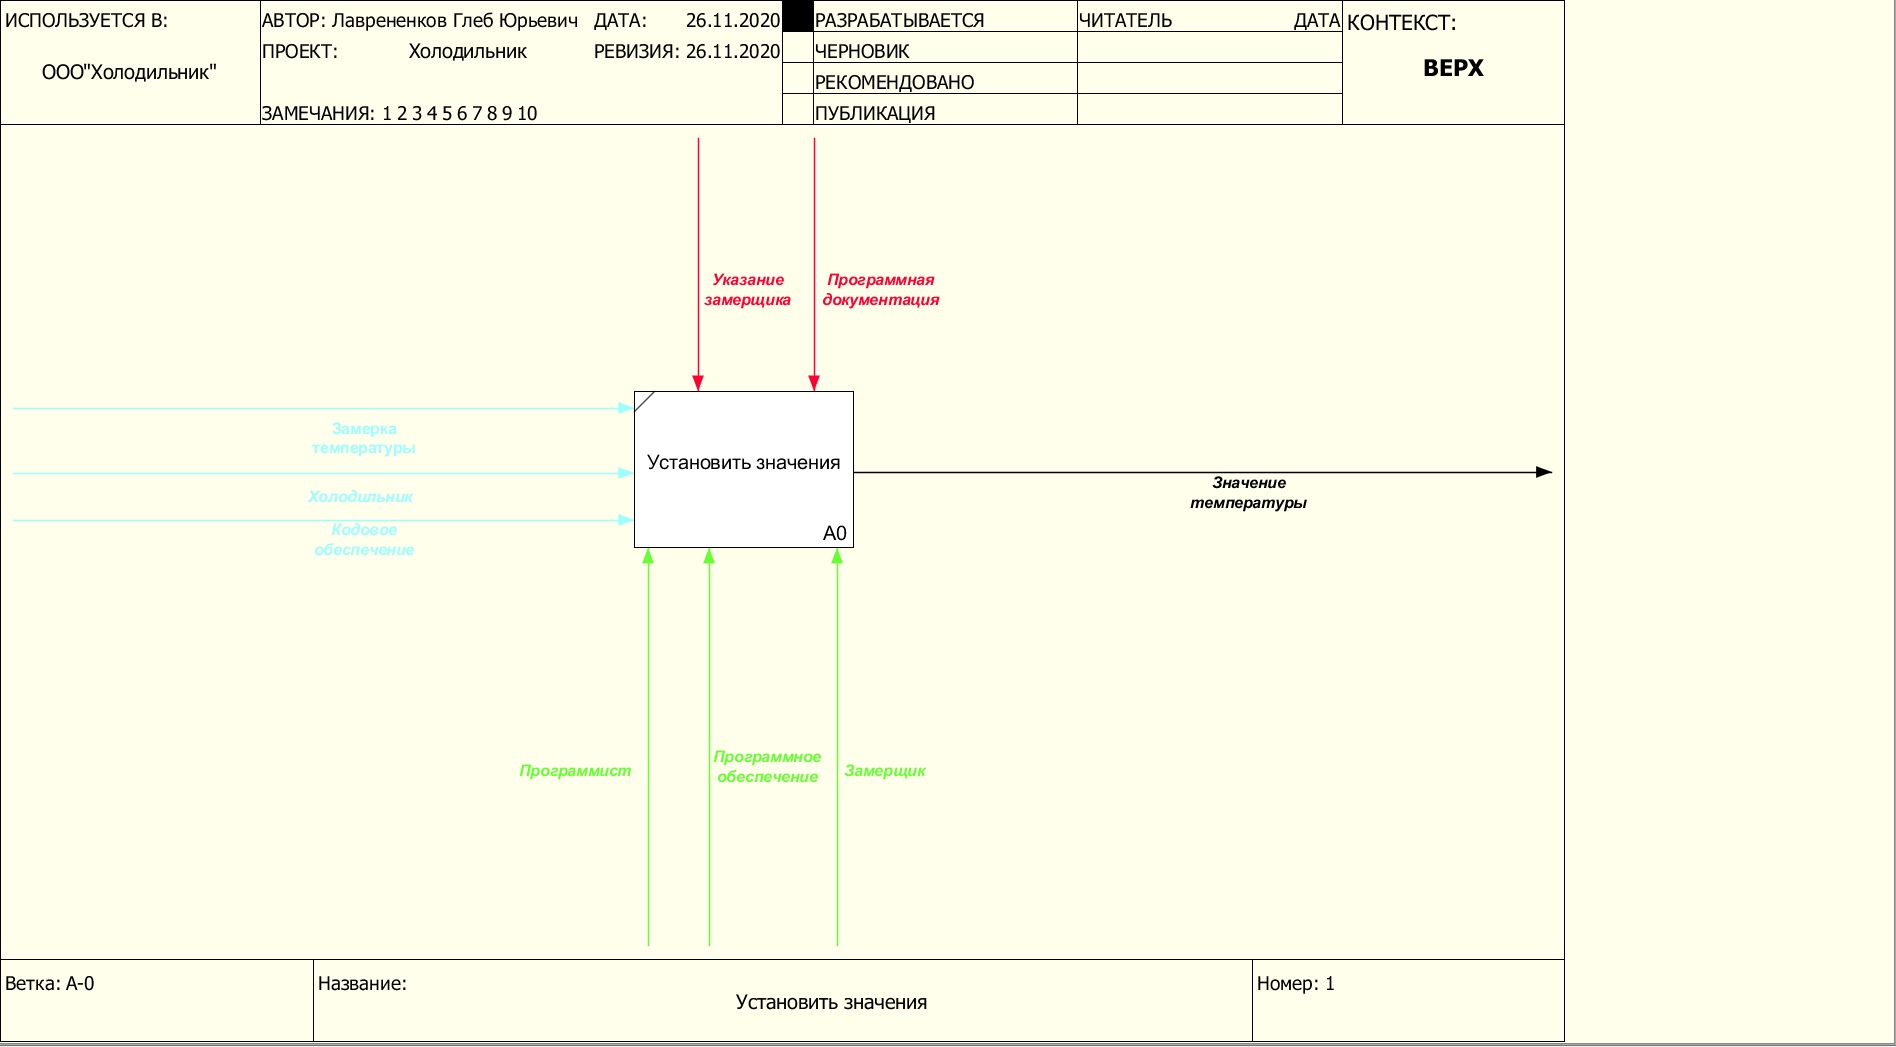 ИСПОЛЬЗУЕТСЯ В:
ООО"Холодильник"
АВТОР: Лаврененков Глеб Юрьевич ДАТА: 26.11.2020
ПРОЕКТ: Холодильник РЕВИЗИЯ: 26.11.2020
ЗАМЕЧАНИЯ: 1 2 3 4 5 6 7 8 9 10
РАЗРАБАТЫВАЕТСЯ
ЧЕРНОВИК
РЕКОМЕНДОВАНО
ПУБЛИКАЦИЯ
ЧИТАТЕЛЬ ДАТА
КОНТЕКСТ:
ВЕРХ
Указание
замерщика
Программная
документация
Замерка
температуры
Холодильник
Кодовое
обеспечение
Установить значения
A0
Значение
температуры
Программист
Программное
обеспечение
Замерщик
Ветка: A-0
Название:
Установить значения
Номер: 1